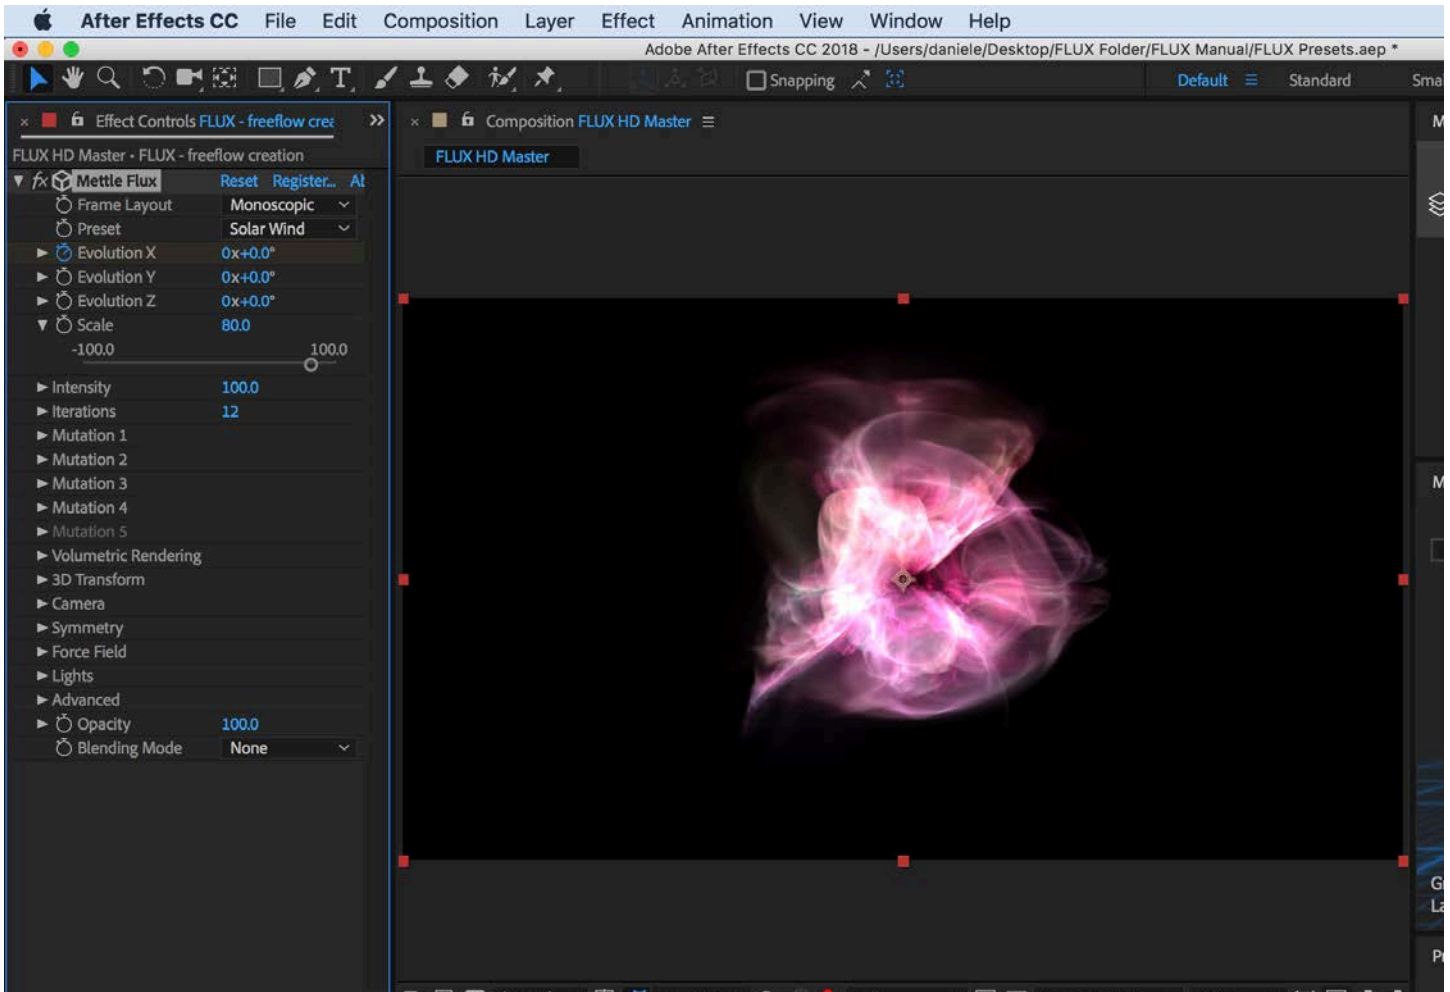 After Effects CC File Edit Composition Layer Effect Animation View Window Help
Adobe After Effects CC 2018 - /Users/daniele/Desktop/FLUX Folder/FLUX Manual/FLUX Presets.aep *
T Snapping Default Standard Sma
× Effect Controls FLUX - freeflow crea × Composition FLUX HD Master
FLUX HD Master • FLUX - freeflow creation FLUX HD Master
fx Mettle Flux Reset Register... Ab
Frame Layout Monoscopic
Preset Solar Wind
Evolution X 0x+0.0°
Evolution Y 0x+0.0°
Evolution Z 0x+0.0°
Scale 80.0
-100.0 100.0
Intensity 100.0
Iterations 12
Mutation 1
Mutation 2
Mutation 3
Mutation 4
Mutation 5
Volumetric Rendering
3D Transform
Camera
Symmetry
Force Field
Lights
Advanced
Opacity 100.0
Blending Mode None